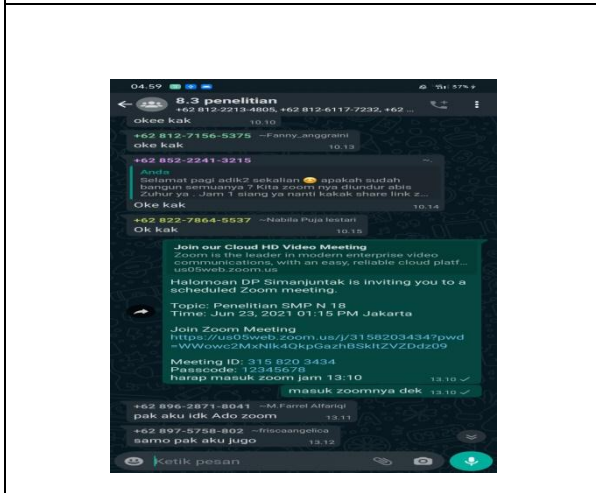 04.59
57%
8.3 penelitian
+62 812-2213-4805, +62 812-6117-7232, +62 ...
okee kak 10.10
+62 812-7156-5375 ~Fanny_anggraini
oke kak 10.13
+62 852-2241-3215 ~.
Anda
Selamat pagi adik2 sekalian 😊 apakah sudah
bangun semuanya ? Kita zoom nya diundur abis
Zuhur ya . Jam 1 siang ya nanti kakak share link z...
Oke kak 10.14
+62 822-7864-5537 ~Nabila Puja lestari
Ok kak 10.15
Join our Cloud HD Video Meeting
Zoom is the leader in modern enterprise video
communications, with an easy, reliable cloud platf...
us05web.zoom.us
Halomoan DP Simanjuntak is inviting you to a
scheduled Zoom meeting.
Topic: Penelitian SMP N 18
Time: Jun 23, 2021 01:15 PM Jakarta
Join Zoom Meeting
https://us05web.zoom.us/j/3158203434?pwd
=WWowc2MxNlk4QkpGazhBSkltZVZDdz09
Meeting ID: 315 820 3434
Passcode: 12345678
harap masuk zoom jam 13:10 13.10
masuk zoomnya dek 13.10
+62 896-2871-8041 ~M.Farrel Alfariqi
pak aku idk Ado zoom 13.11
+62 897-5758-802 ~friscaangelica
samo pak aku jugo 13.12
Ketik pesan